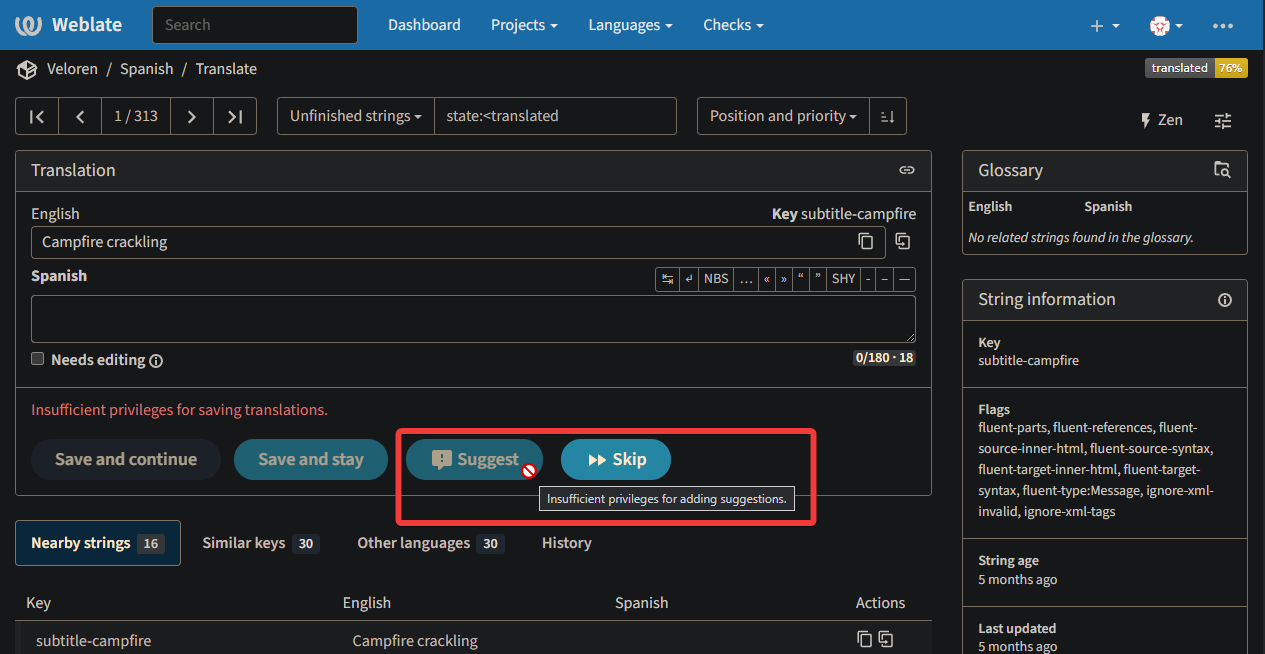 Weblate Search Dashboard Projects Languages Checks
Veloren / Spanish / Translate translated 76%
1 / 313 Unfinished strings state:<translated Position and priority Zen
Translation
English Key subtitle-campfire
Campfire crackling
Spanish NBS … « » “ ” SHY - – —
Needs editing 0/180 · 18
Insufficient privileges for saving translations.
Save and continue Save and stay Suggest Skip
Insufficient privileges for adding suggestions.
Nearby strings 16 Similar keys 30 Other languages 30 History
Key English Spanish Actions
subtitle-campfire Campfire crackling
Glossary
English Spanish
No related strings found in the glossary.
String information
Key
subtitle-campfire
Flags
fluent-parts, fluent-references, fluent-
source-inner-html, fluent-source-syntax,
fluent-target-inner-html, fluent-target-
syntax, fluent-type:Message, ignore-xml-
invalid, ignore-xml-tags
String age
5 months ago
Last updated
5 months ago